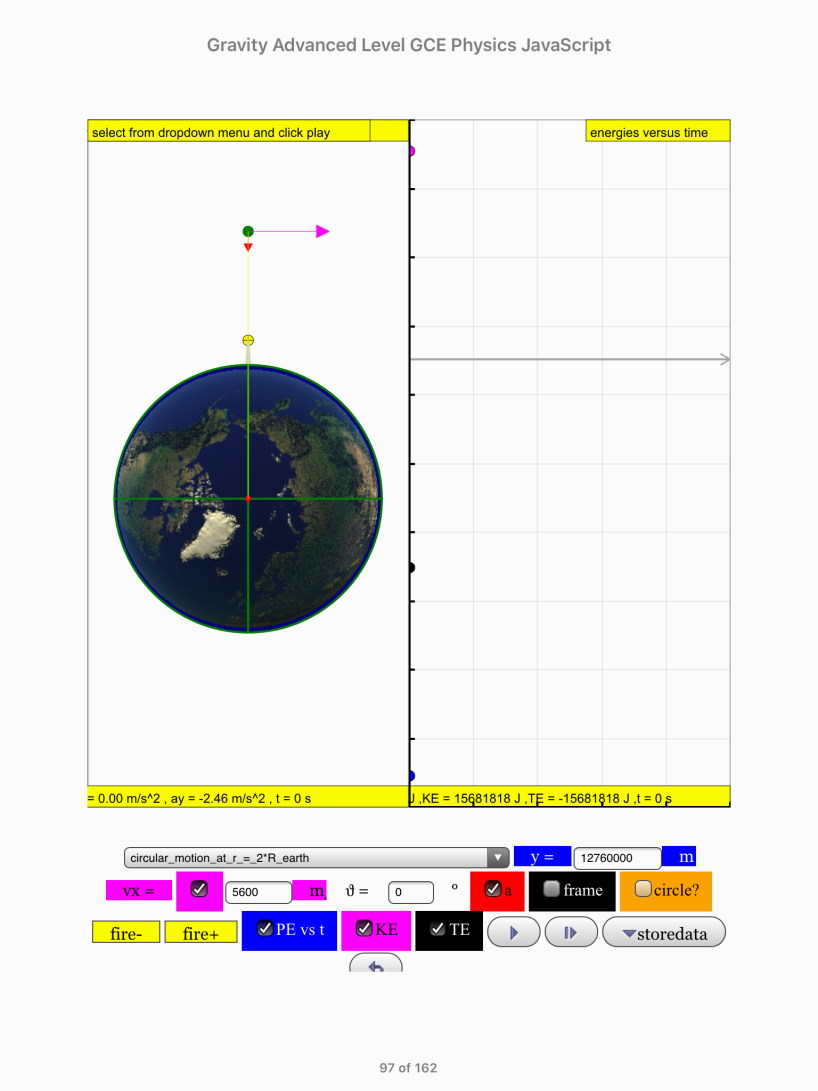 Gravity Advanced Level GCE Physics JavaScript
select from dropdown menu and click play
energies versus time
= 0.00 m/s^2 , ay = -2.46 m/s^2 , t = 0 s
J ,KE = 15681818 J ,TE = -15681818 J ,t = 0 s
circular_motion_at_r_=_2*R_earth
y =
12760000
m
vx =
5600
m
ϑ =
0
º
a
frame
circle?
fire-
fire+
PE vs t
KE
TE
storedata
97 of 162